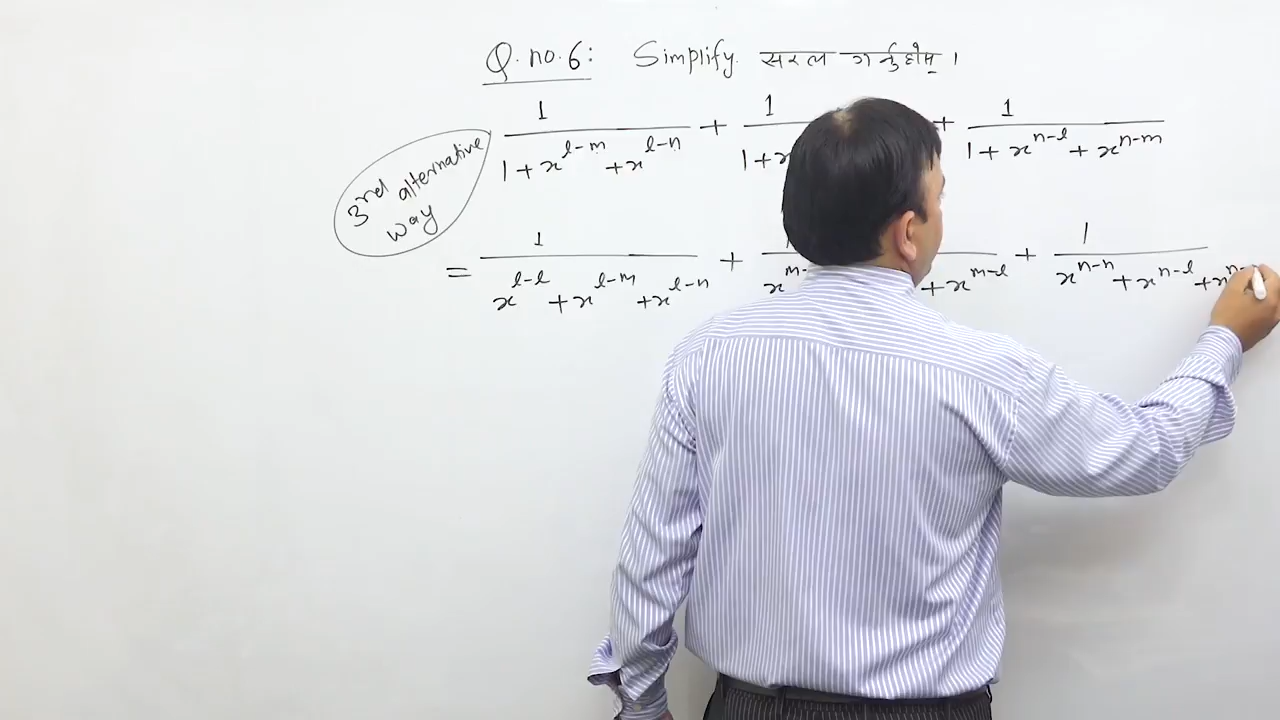 Q. no. 6: Simplify. सरल गर्नुहोस् ।
3rd alternative way
1/(1 + x^(l-m) + x^(l-n)) + 1/(1 + x + 1/(1 + x^(n-l) + x^(n-m))
= 1/(x^(l-l) + x^(l-m) + x^(l-n)) + x^(m- + x^(m-l) + 1/(x^(n-n) + x^(n-l) + x^(n-